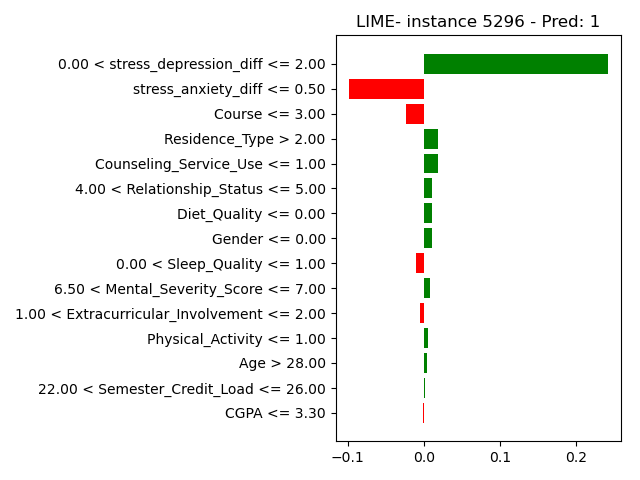 LIME- instance 5296 - Pred: 1
0.00 < stress_depression_diff <= 2.00
stress_anxiety_diff <= 0.50
Course <= 3.00
Residence_Type > 2.00
Counseling_Service_Use <= 1.00
4.00 < Relationship_Status <= 5.00
Diet_Quality <= 0.00
Gender <= 0.00
0.00 < Sleep_Quality <= 1.00
6.50 < Mental_Severity_Score <= 7.00
1.00 < Extracurricular_Involvement <= 2.00
Physical_Activity <= 1.00
Age > 28.00
22.00 < Semester_Credit_Load <= 26.00
CGPA <= 3.30
−0.1 0.0 0.1 0.2